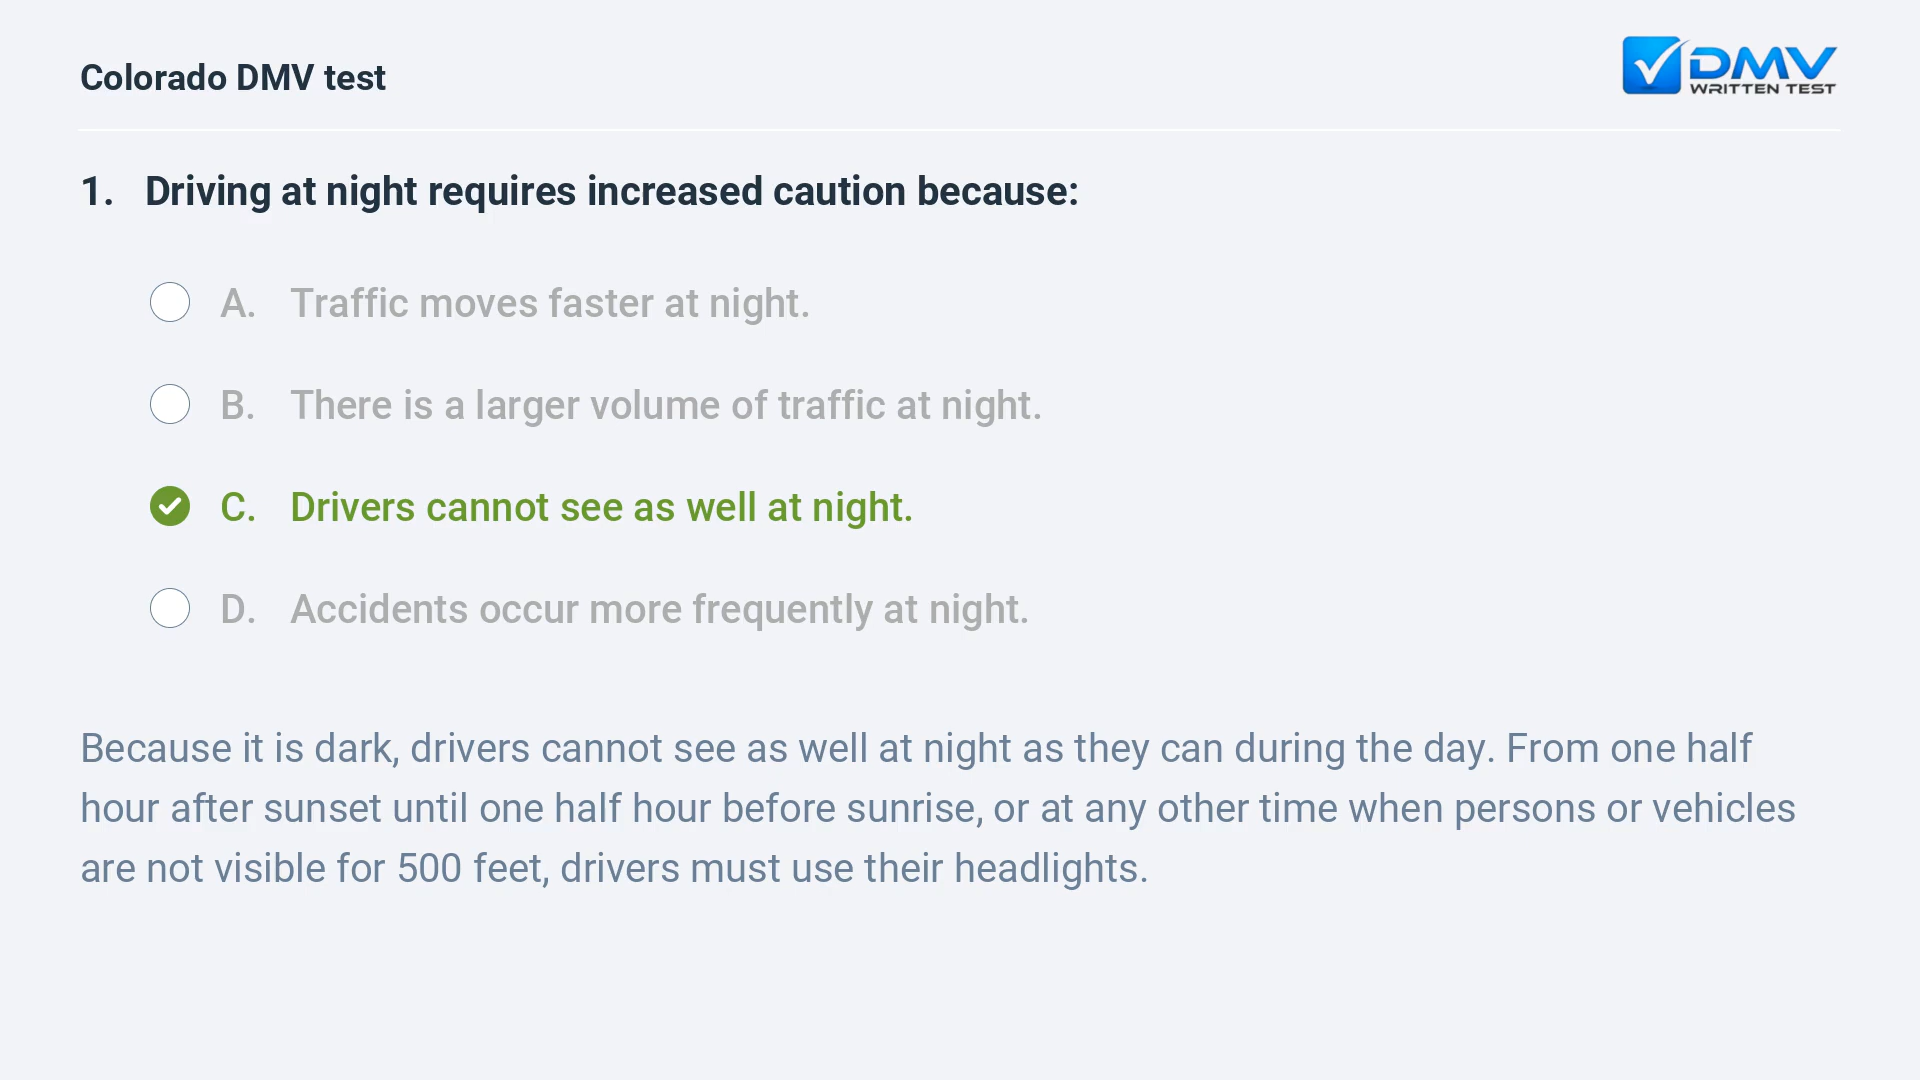 Colorado DMV test
DMV
WRITTEN TEST
1. Driving at night requires increased caution because:
A. Traffic moves faster at night.
B. There is a larger volume of traffic at night.
C. Drivers cannot see as well at night.
D. Accidents occur more frequently at night.
Because it is dark, drivers cannot see as well at night as they can during the day. From one half
hour after sunset until one half hour before sunrise, or at any other time when persons or vehicles
are not visible for 500 feet, drivers must use their headlights.